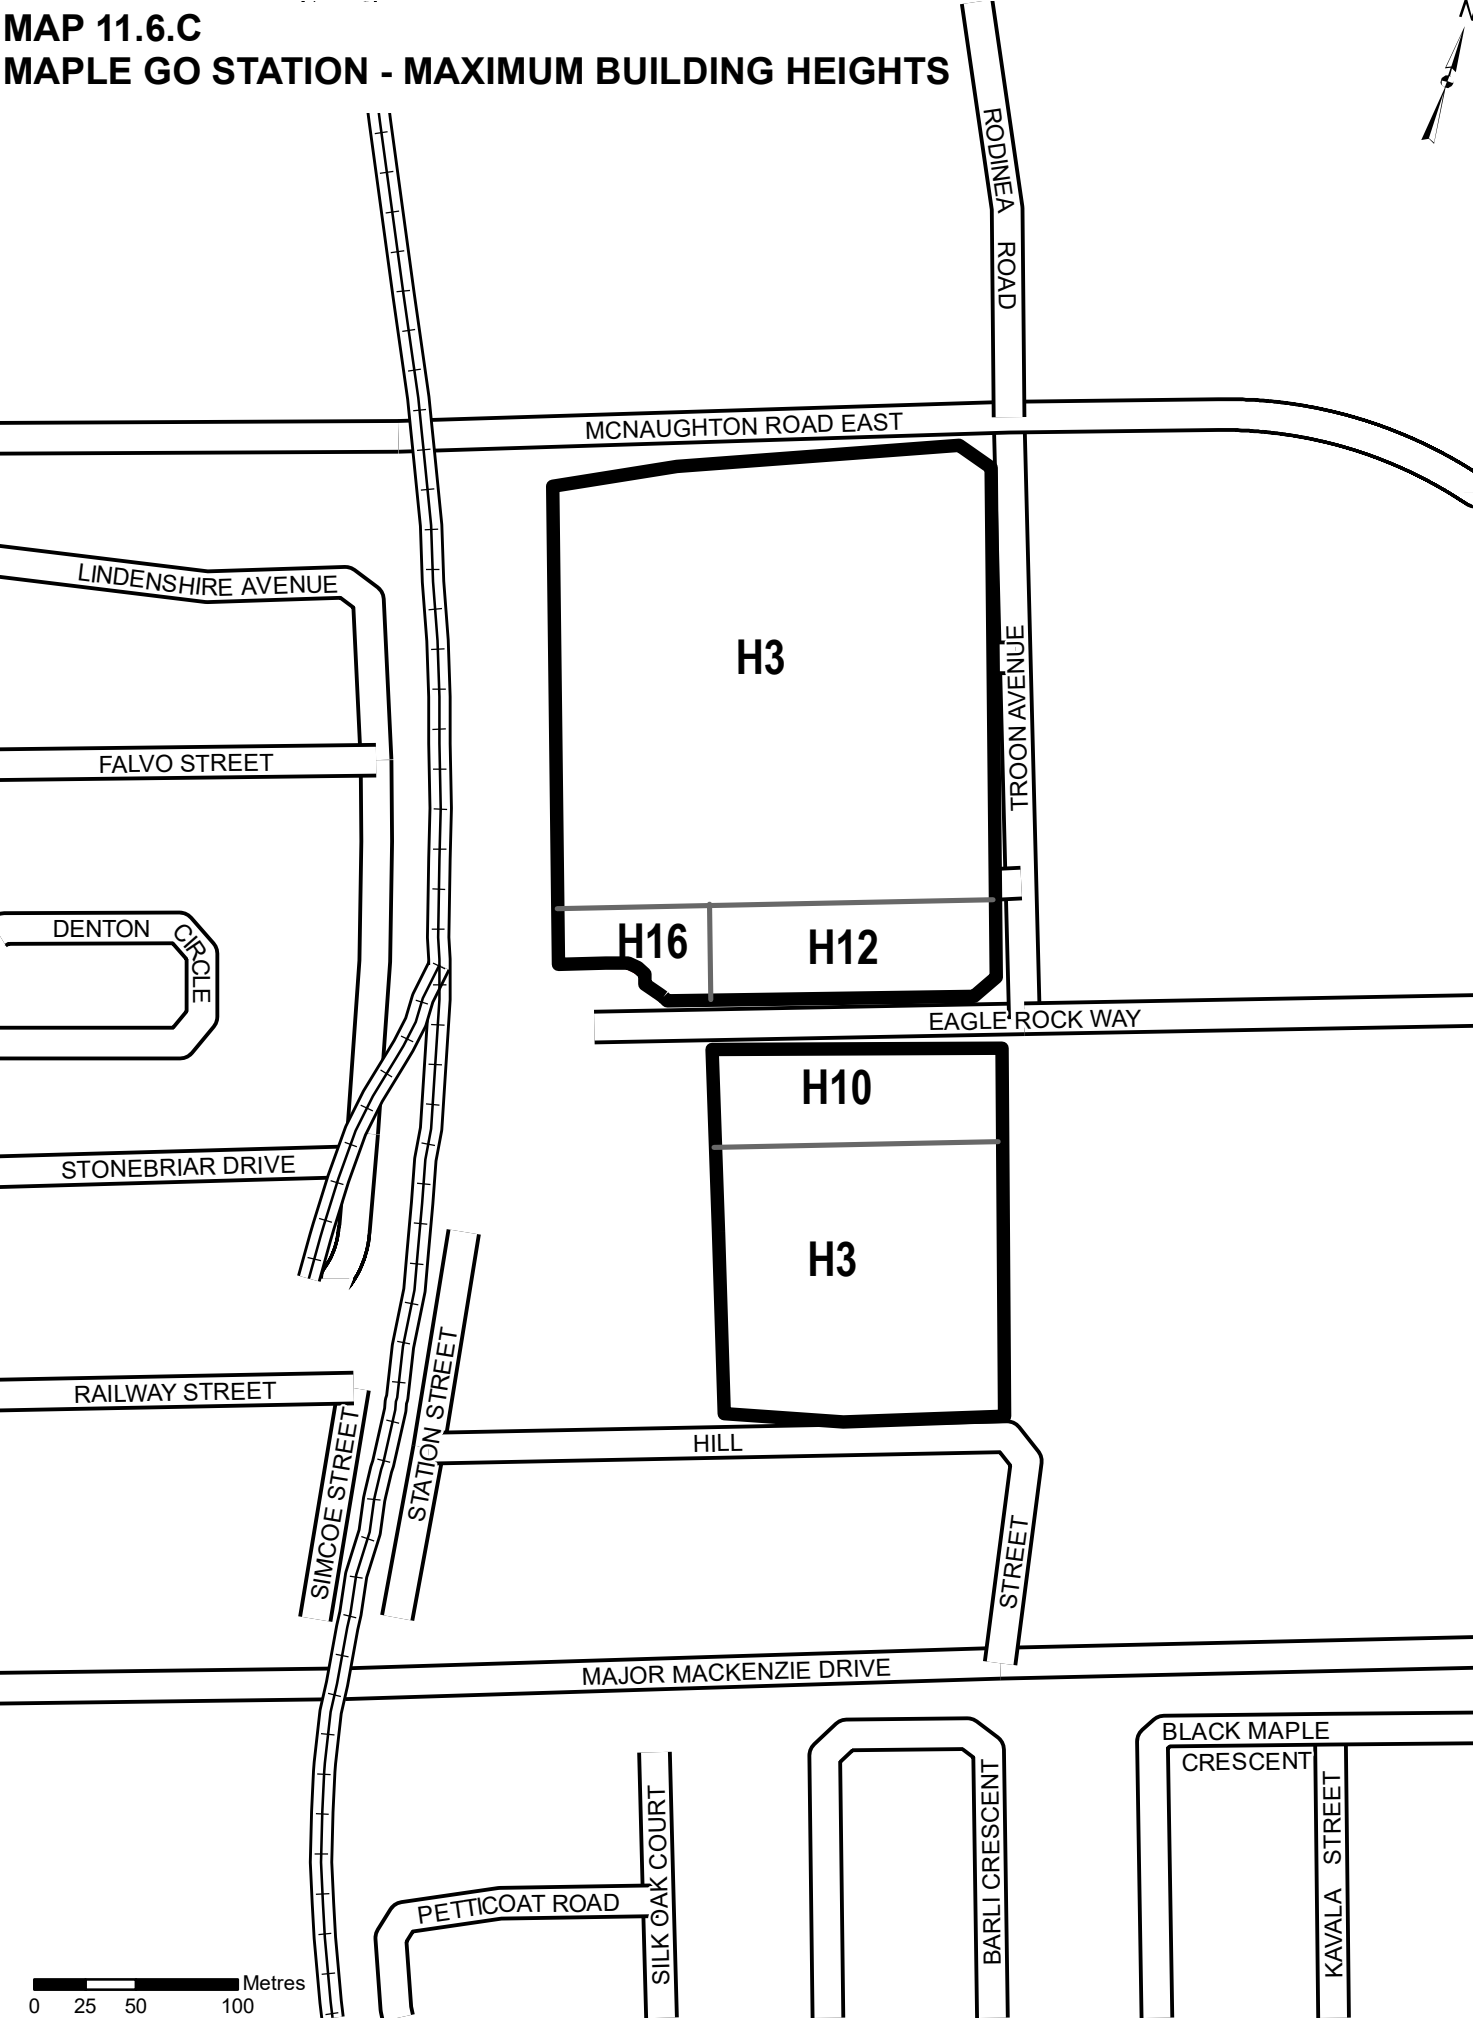 MAP 11.6.C
MAPLE GO STATION - MAXIMUM BUILDING HEIGHTS
N
RODINEA ROAD
MCNAUGHTON ROAD EAST
LINDENSHIRE AVENUE
H3
TROON AVENUE
FALVO STREET
DENTON CIRCLE
H16
H12
EAGLE ROCK WAY
H10
STONEBRIAR DRIVE
H3
RAILWAY STREET
SIMCOE STREET
STATION STREET
HILL STREET
MAJOR MACKENZIE DRIVE
BLACK MAPLE
CRESCENT
SILK OAK COURT
BARLI CRESCENT
KAVALA STREET
PETTICOAT ROAD
Metres
0 25 50 100